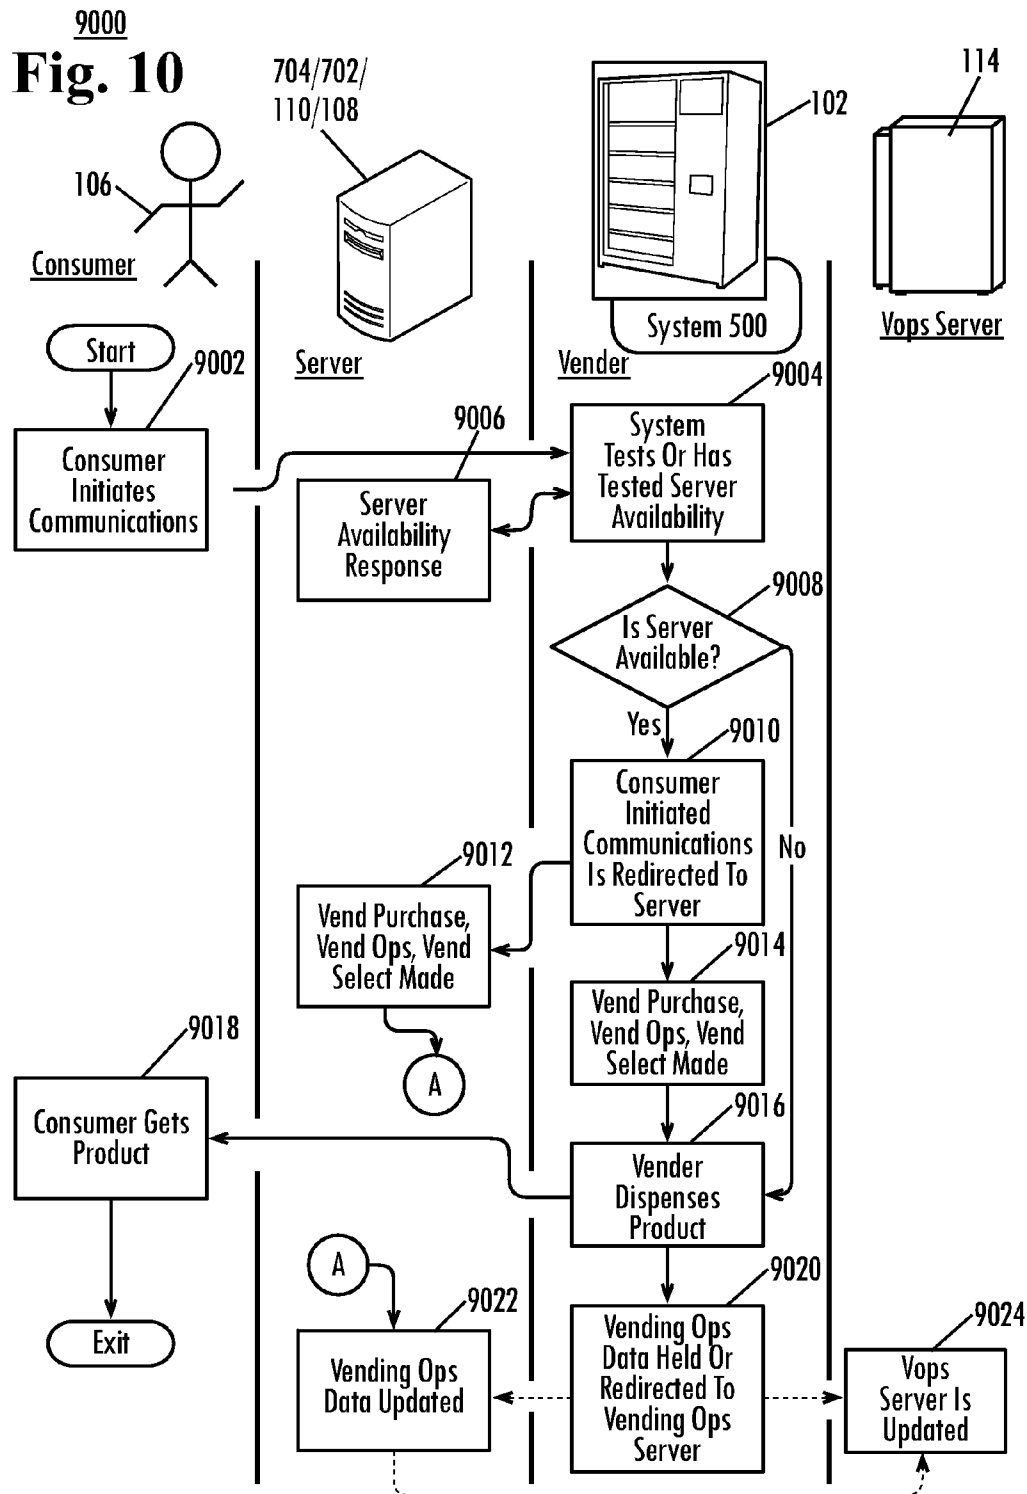 9000
Fig. 10
704/702/
110/108
102
114
106
Consumer
System 500
Vops Server
Server
Vender
Start
9002
9004
9006
Consumer
Initiates
Communications
System
Tests Or Has
Tested Server
Availability
Server
Availability
Response
9008
Is Server
Available?
Yes
9010
Consumer
Initiated
Communications
Is Redirected To
Server
No
9012
Vend Purchase,
Vend Ops, Vend
Select Made
9014
Vend Purchase,
Vend Ops, Vend
Select Made
A
9018
Consumer Gets
Product
9016
Vender
Dispenses
Product
A
9020
9022
Vending Ops
Data Held Or
Redirected To
Vending Ops
Server
9024
Exit
Vending Ops
Data Updated
Vops
Server Is
Updated